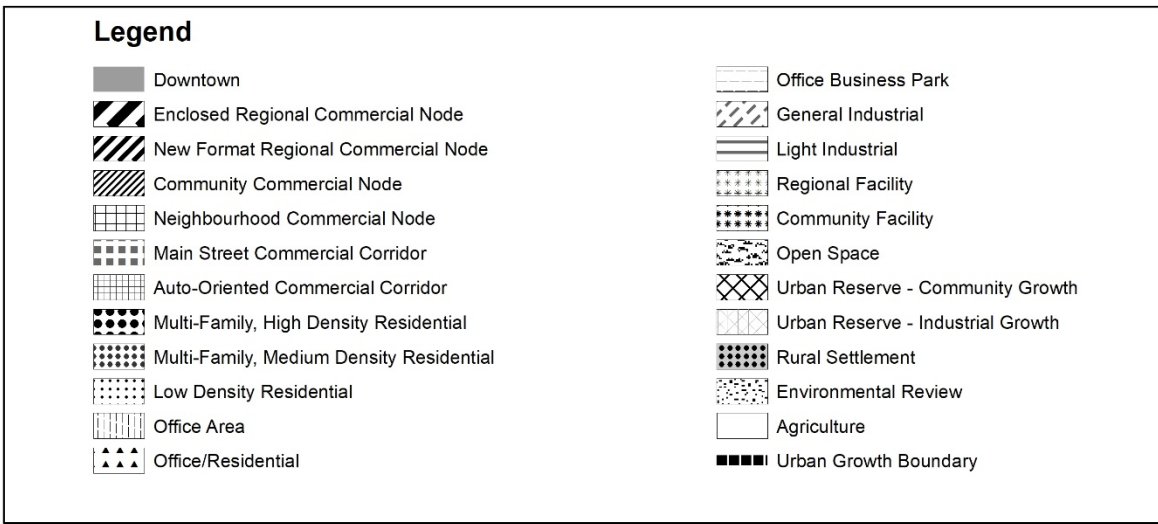 Legend
Downtown
Enclosed Regional Commercial Node
New Format Regional Commercial Node
Community Commercial Node
Neighbourhood Commercial Node
Main Street Commercial Corridor
Auto-Oriented Commercial Corridor
Multi-Family, High Density Residential
Multi-Family, Medium Density Residential
Low Density Residential
Office Area
Office/Residential
Office Business Park
General Industrial
Light Industrial
Regional Facility
Community Facility
Open Space
Urban Reserve - Community Growth
Urban Reserve - Industrial Growth
Rural Settlement
Environmental Review
Agriculture
Urban Growth Boundary